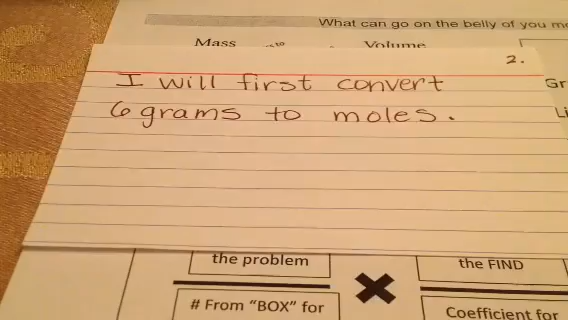 What can go on the belly of you
Mass
Volume
2.
Gr
I will first convert
6 grams to moles.
Li
the problem
the FIND
# From "BOX" for
Coefficient for